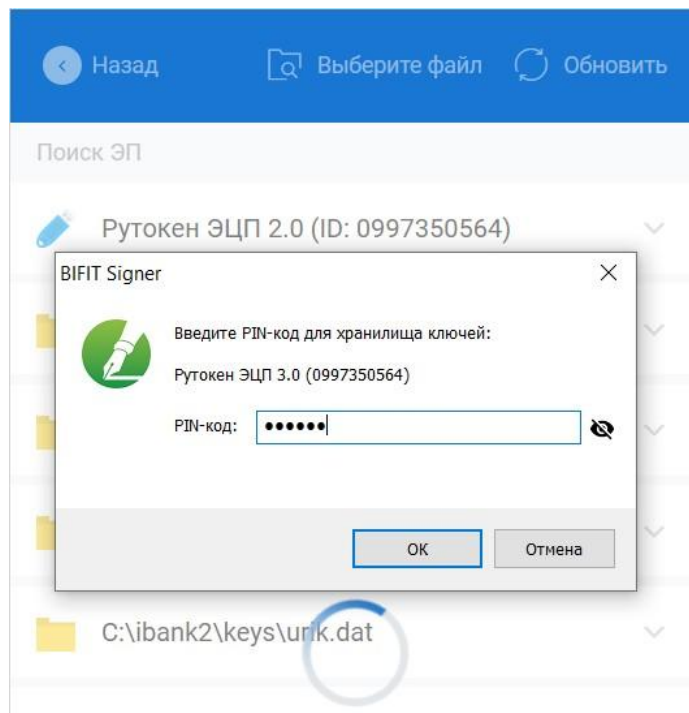 Назад
Выберите файл
Обновить
Поиск ЭП
Рутокен ЭЦП 2.0 (ID: 0997350564)
BIFIT Signer
Введите PIN-код для хранилища ключей:
Рутокен ЭЦП 3.0 (0997350564)
PIN-код: ••••••
ОК
Отмена
C:\ibank2\keys\urik.dat